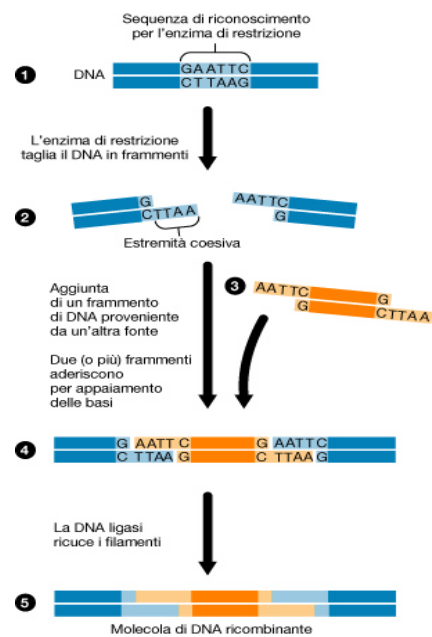 Sequenza di riconoscimento
per l'enzima di restrizione
1
DNA
GAATTC
CTTAAG
L'enzima di restrizione
taglia il DNA in frammenti
2
G
CTTAA
AATTC
G
Estremità coesiva
Aggiunta
di un frammento
di DNA proveniente
da un'altra fonte
3
AATTC G
G CTTAA
Due (o più) frammenti
aderiscono
per appaiamento
delle basi
4
G AATTC G AATTC
C TTAA G C TTAA G
La DNA ligasi
ricuce i filamenti
5
Molecola di DNA ricombinante